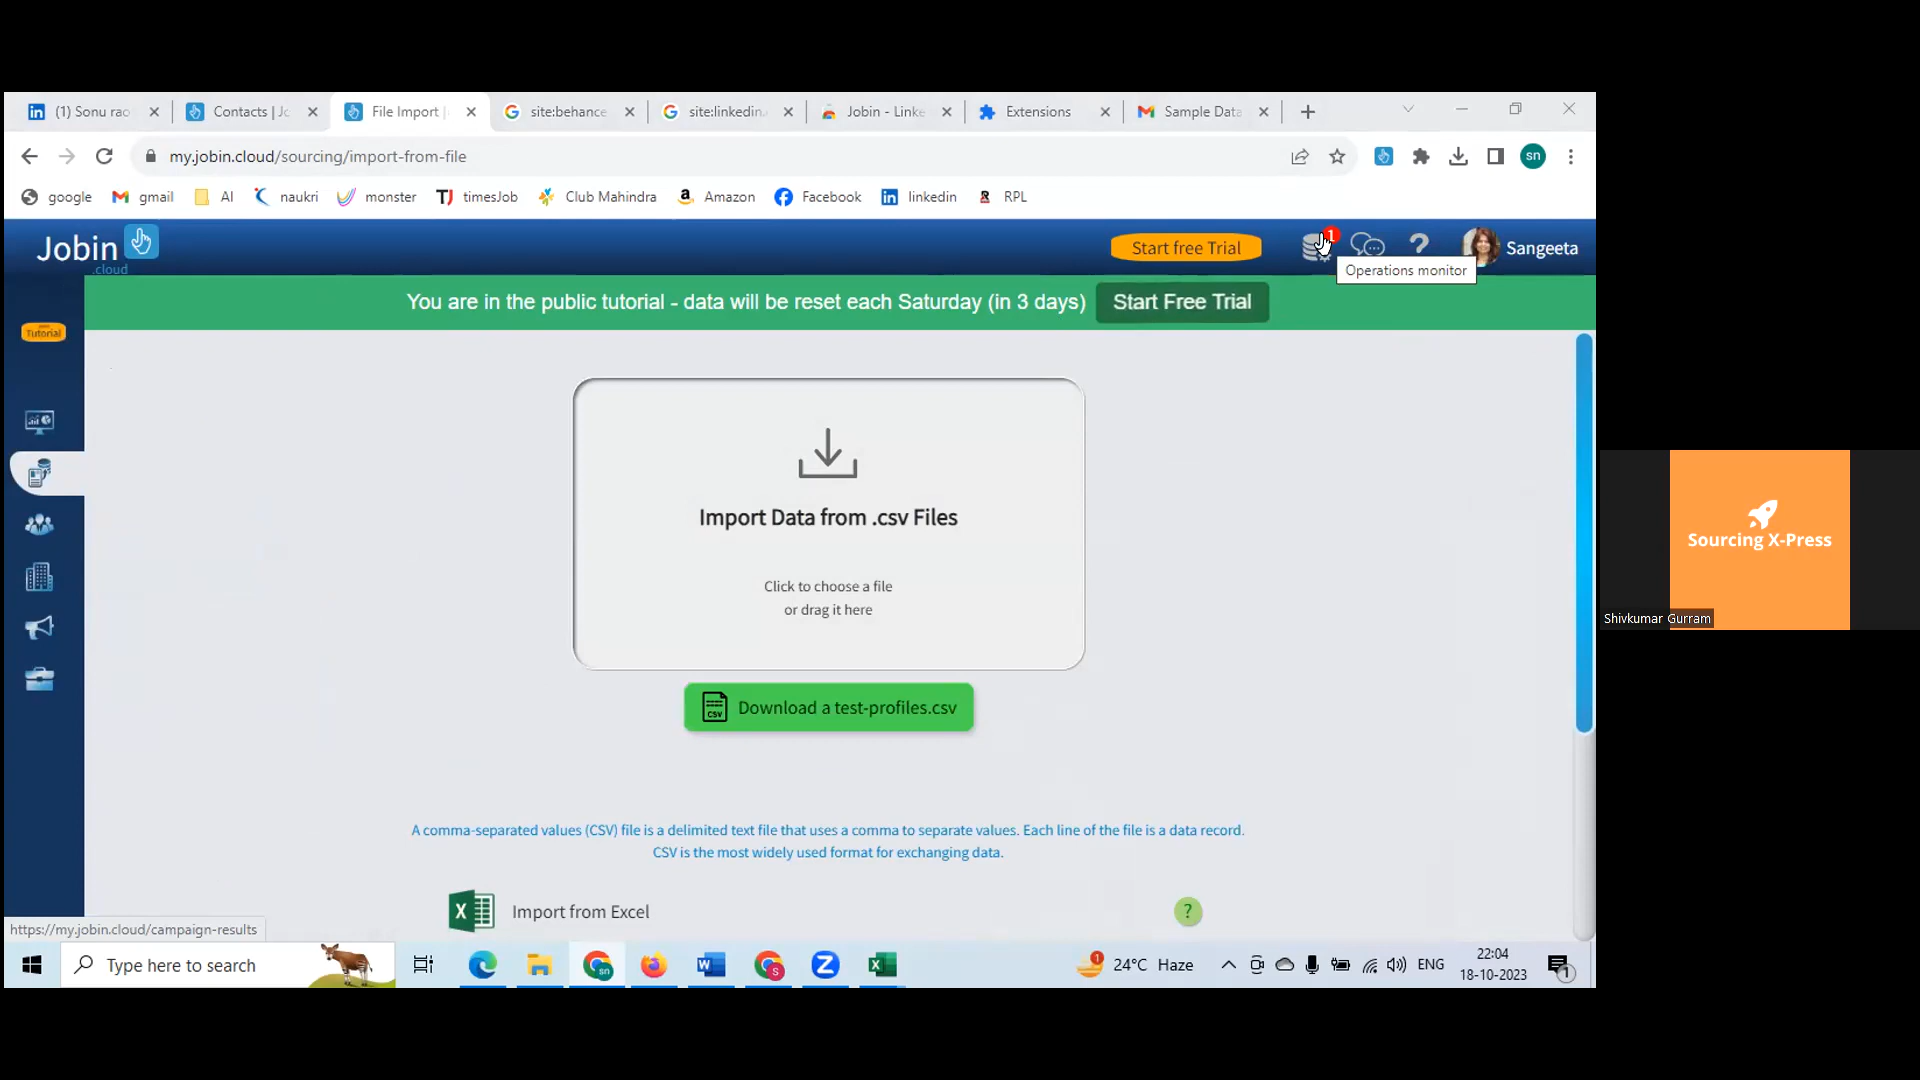 (1) Sonu rao
Contacts | Jo
File Import |
site:behance
site:linkedin.
Jobin - Linke
Extensions
Sample Data
my.jobin.cloud/sourcing/import-from-file
sn
google
gmail
AI
naukri
monster
TJ timesJob
Club Mahindra
Amazon
Facebook
linkedin
RPL
Jobin
.cloud
Start free Trial
1
?
Sangeeta
Operations monitor
You are in the public tutorial - data will be reset each Saturday (in 3 days)
Start Free Trial
Tutorial
Import Data from .csv Files
Click to choose a file
or drag it here
CSV
Download a test-profiles.csv
A comma-separated values (CSV) file is a delimited text file that uses a comma to separate values. Each line of the file is a data record.
CSV is the most widely used format for exchanging data.
Import from Excel
?
https://my.jobin.cloud/campaign-results
Sourcing X-Press
Shivkumar Gurram
Type here to search
24°C Haze
ENG
22:04
18-10-2023
1